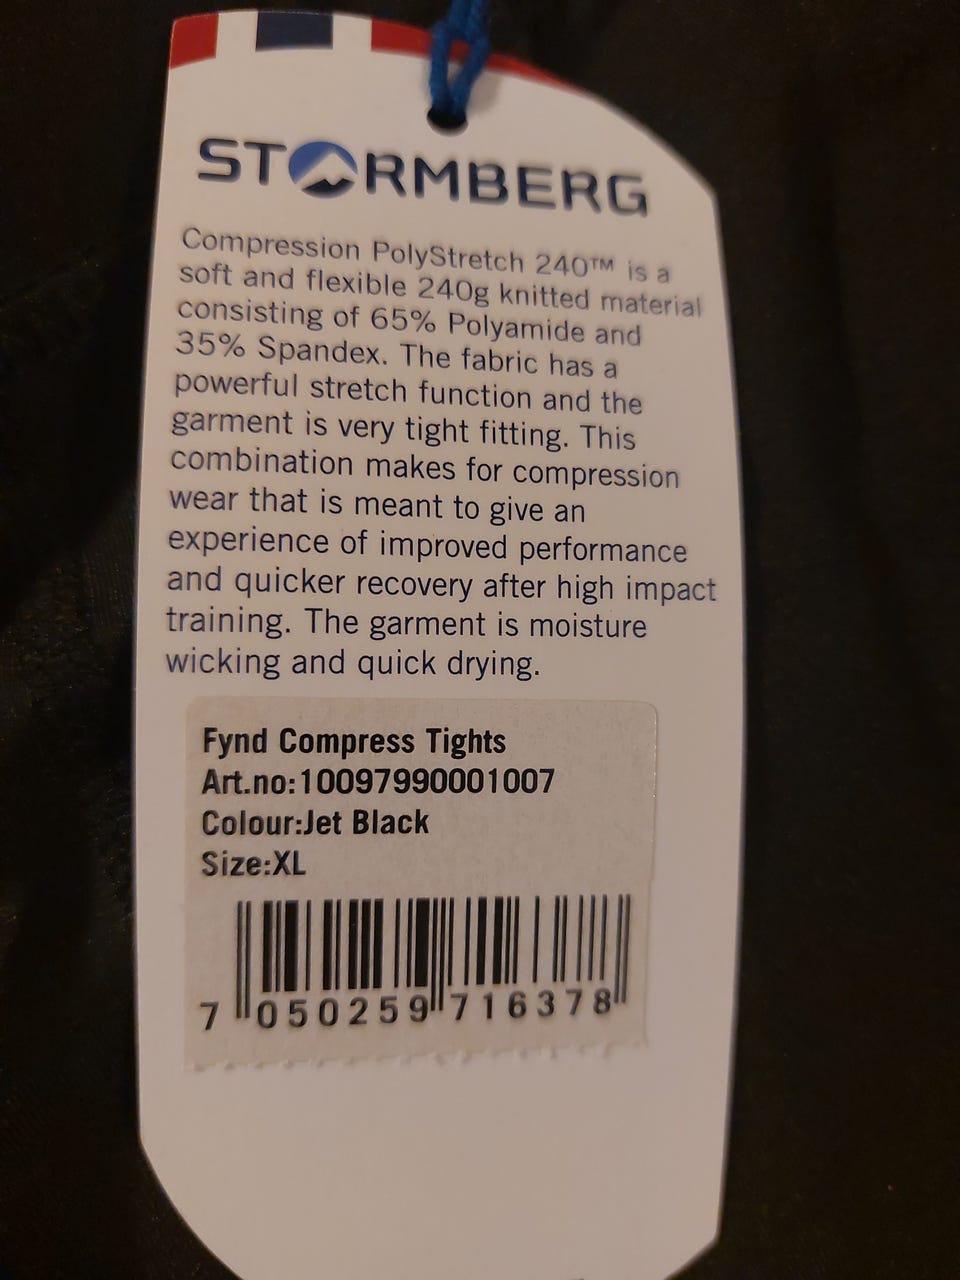 STORMBERG
Compression PolyStretch 240™ is a
soft and flexible 240g knitted material
consisting of 65% Polyamide and
35% Spandex. The fabric has a
powerful stretch function and the
garment is very tight fitting. This
combination makes for compression
wear that is meant to give an
experience of improved performance
and quicker recovery after high impact
training. The garment is moisture
wicking and quick drying.
Fynd Compress Tights
Art.no:10097990001007
Colour:Jet Black
Size:XL
7 050259 716378